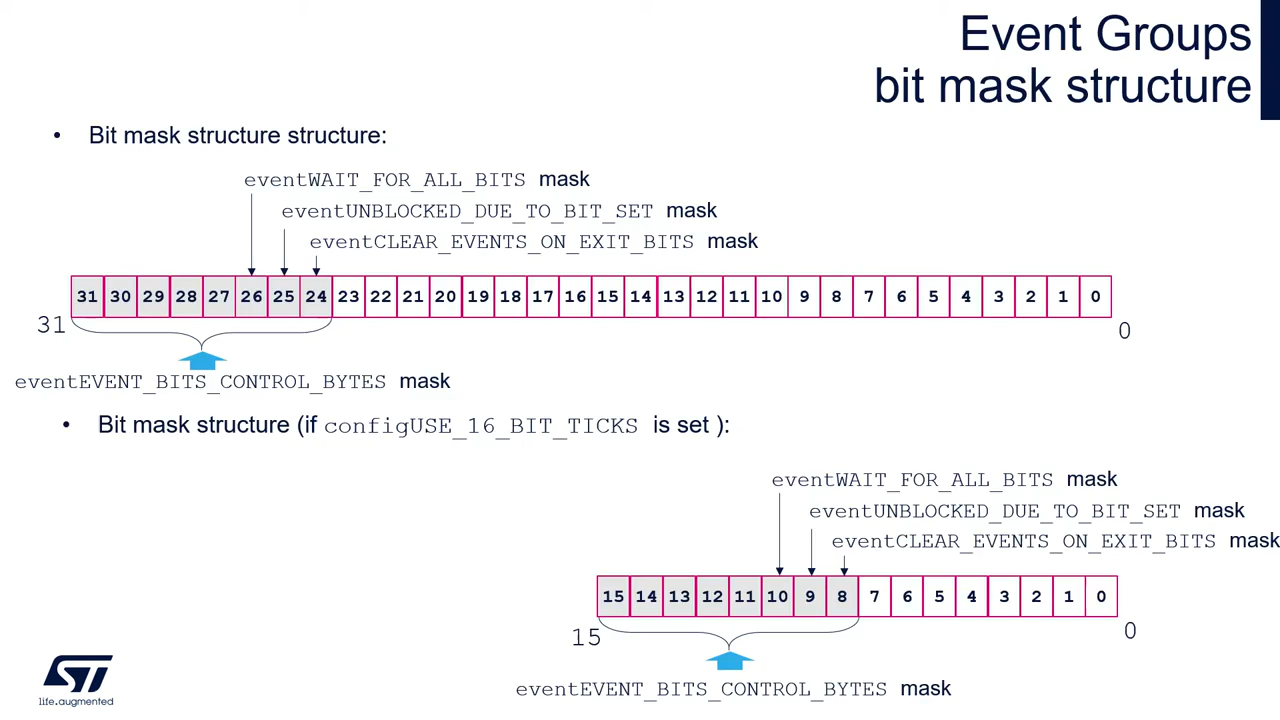 Event Groups
bit mask structure
• Bit mask structure structure:
eventWAIT_FOR_ALL_BITS mask
eventUNBLOCKED_DUE_TO_BIT_SET mask
eventCLEAR_EVENTS_ON_EXIT_BITS mask
31 30 29 28 27 26 25 24 23 22 21 20 19 18 17 16 15 14 13 12 11 10 9 8 7 6 5 4 3 2 1 0
31 0
eventEVENT_BITS_CONTROL_BYTES mask
• Bit mask structure (if configUSE_16_BIT_TICKS is set ):
eventWAIT_FOR_ALL_BITS mask
eventUNBLOCKED_DUE_TO_BIT_SET mask
eventCLEAR_EVENTS_ON_EXIT_BITS mask
15 14 13 12 11 10 9 8 7 6 5 4 3 2 1 0
15 0
eventEVENT_BITS_CONTROL_BYTES mask
ST
life.augmented